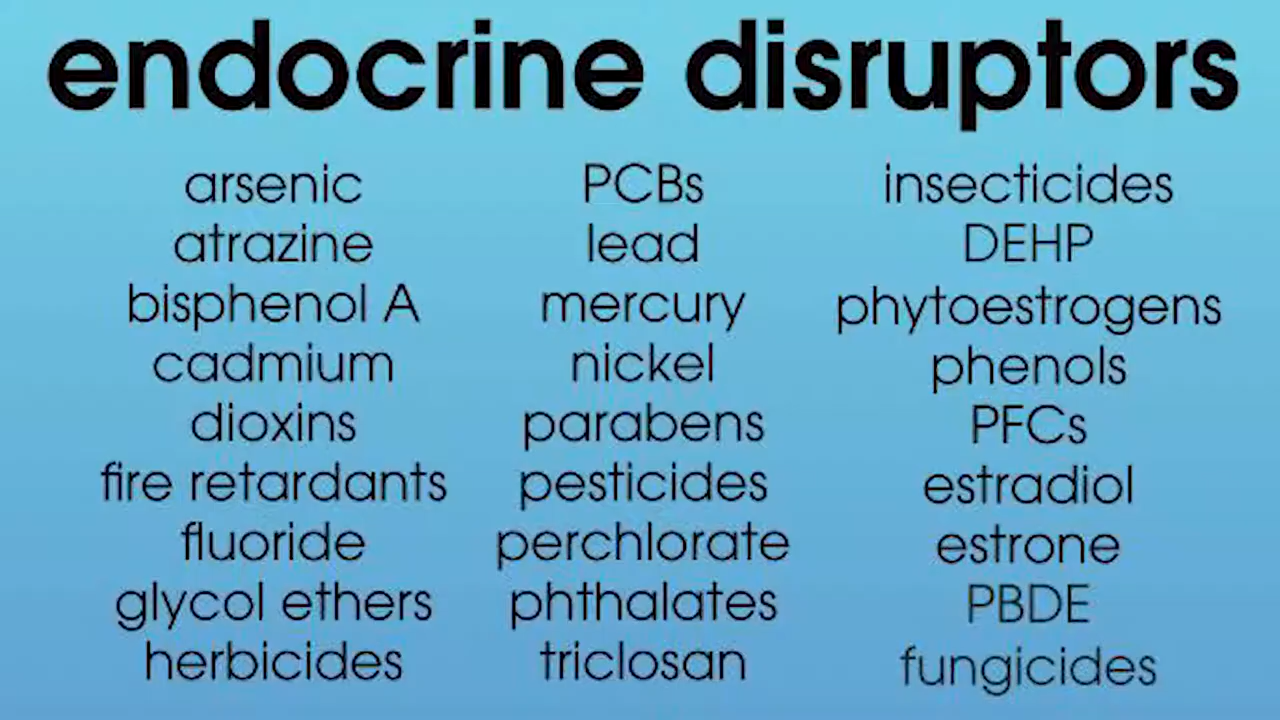 endocrine disruptors
arsenic
atrazine
bisphenol A
cadmium
dioxins
fire retardants
fluoride
glycol ethers
herbicides
PCBs
lead
mercury
nickel
parabens
pesticides
perchlorate
phthalates
triclosan
insecticides
DEHP
phytoestrogens
phenols
PFCs
estradiol
estrone
PBDE
fungicides